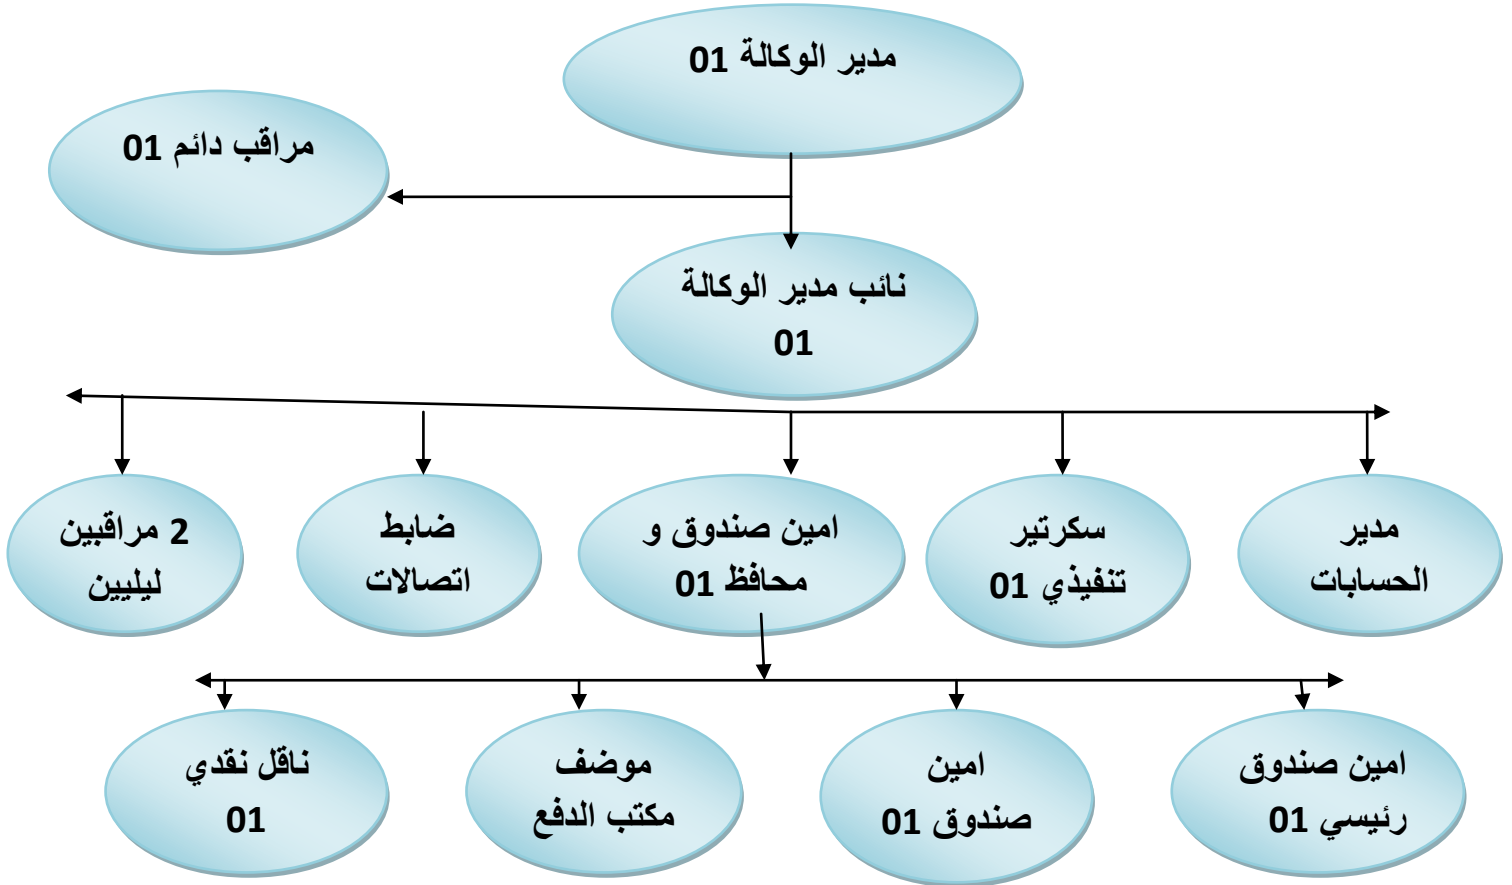 مدير الوكالة 01
مراقب دائم 01
نائب مدير الوكالة
01
مدير
الحسابات
سكرتير
تنفيذي 01
امين صندوق و
محافظ 01
ضابط
اتصالات
2 مراقبين
ليليين
امين صندوق
رئيسي 01
امين
صندوق 01
موضف
مكتب الدفع
ناقل نقدي
01